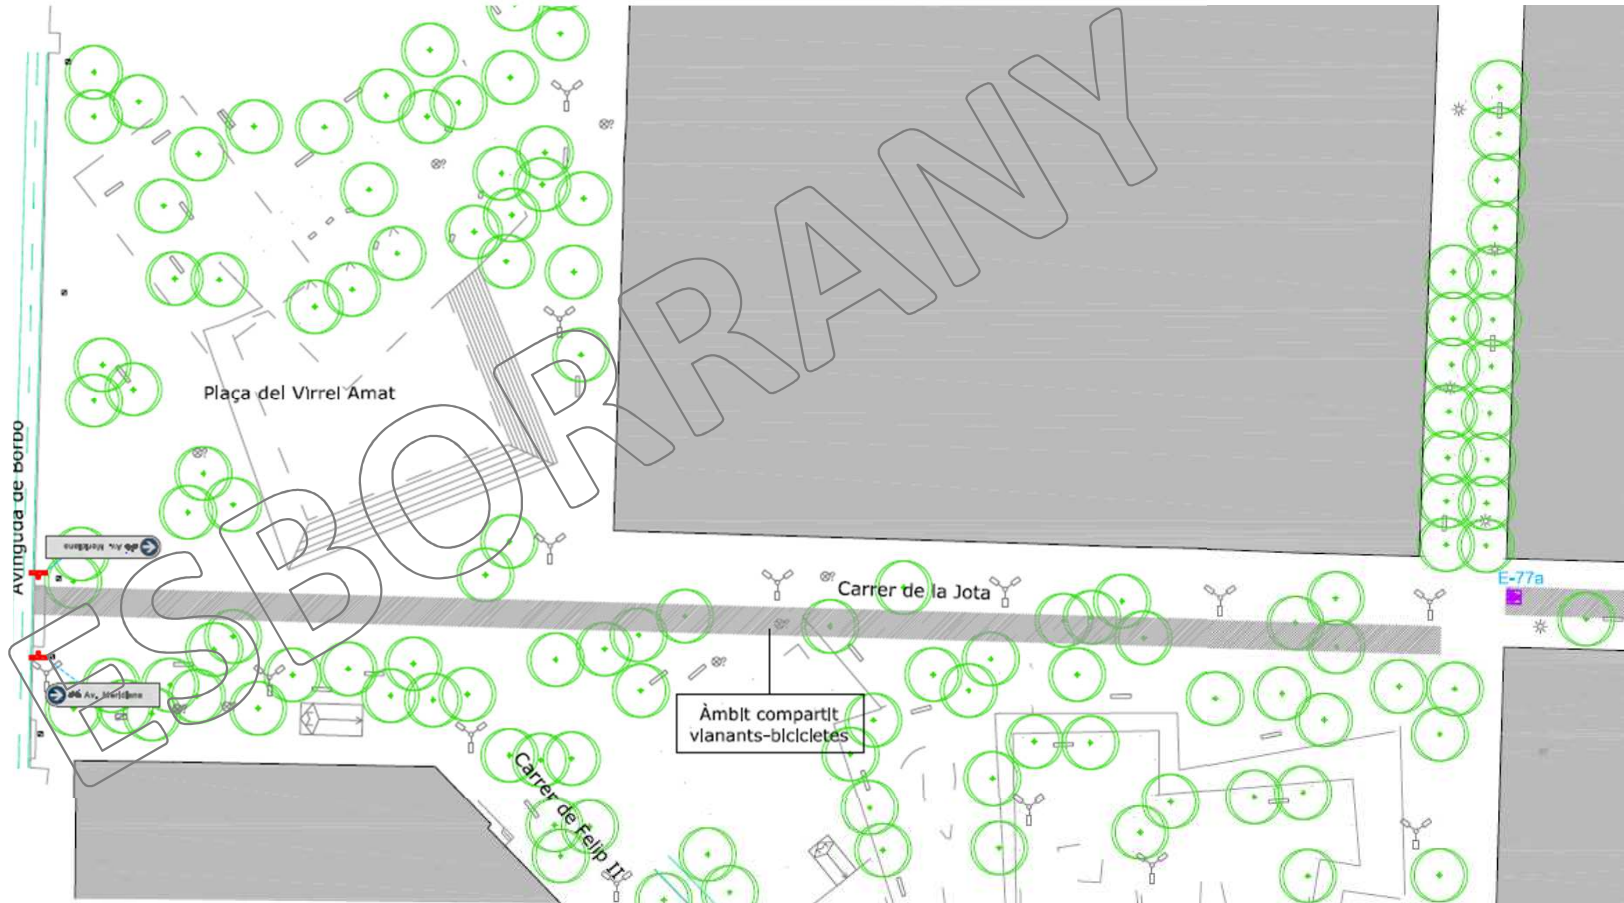 Plaça del Virrel Amat
Avinguda de Borbó
Av. Meridiana
Carrer de la Jota
E-77a
Av. Meridiana
Àmbit compartit
vianants-bicicletes
Carrer de Felip II
ESBORRANY